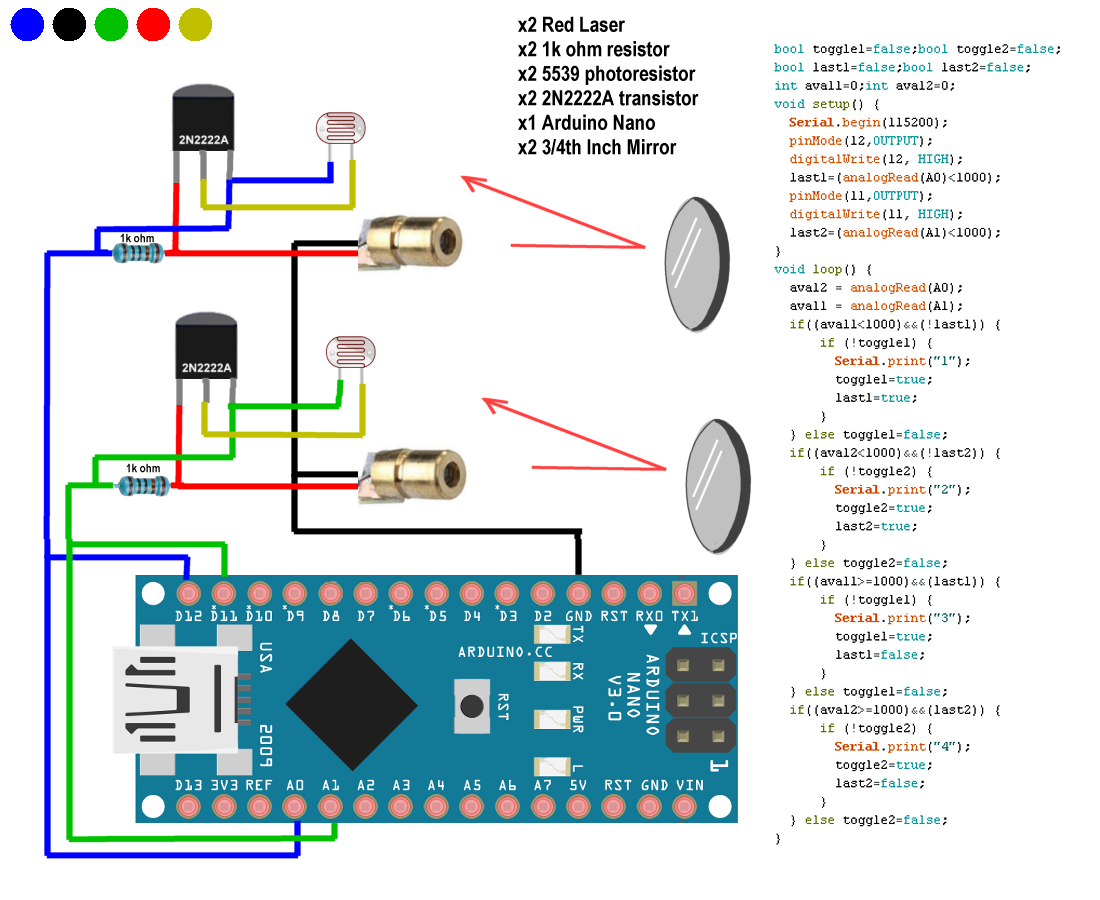 x2 Red Laser
x2 1k ohm resistor
x2 5539 photoresistor
x2 2N2222A transistor
x1 Arduino Nano
x2 3/4th Inch Mirror
2N2222A
1k ohm
2N2222A
1k ohm
D12 *D11 *D10 *D9 D8 D7 *D6 *D5 D4 *D3 D2 GND RST RX0 TX1
TX
RX
PWR
L
ARDUINO.CC
ICSP
ARDUINO
NANO
V3.0
RST
USA
2009
1
D13 3V3 REF A0 A1 A2 A3 A4 A5 A6 A7 5V RST GND VIN
bool toggle1=false;bool toggle2=false;
bool last1=false;bool last2=false;
int aval1=0;int aval2=0;
void setup() {
Serial.begin(115200);
pinMode(12,OUTPUT);
digitalWrite(12, HIGH);
last1=(analogRead(A0)<1000);
pinMode(11,OUTPUT);
digitalWrite(11, HIGH);
last2=(analogRead(A1)<1000);
}
void loop() {
aval2 = analogRead(A0);
aval1 = analogRead(A1);
if((aval1<1000)&&(!last1)) {
if (!toggle1) {
Serial.print("1");
toggle1=true;
last1=true;
}
} else toggle1=false;
if((aval2<1000)&&(!last2)) {
if (!toggle2) {
Serial.print("2");
toggle2=true;
last2=true;
}
} else toggle2=false;
if((aval1>=1000)&&(last1)) {
if (!toggle1) {
Serial.print("3");
toggle1=true;
last1=false;
}
} else toggle1=false;
if((aval2>=1000)&&(last2)) {
if (!toggle2) {
Serial.print("4");
toggle2=true;
last2=false;
}
} else toggle2=false;
}